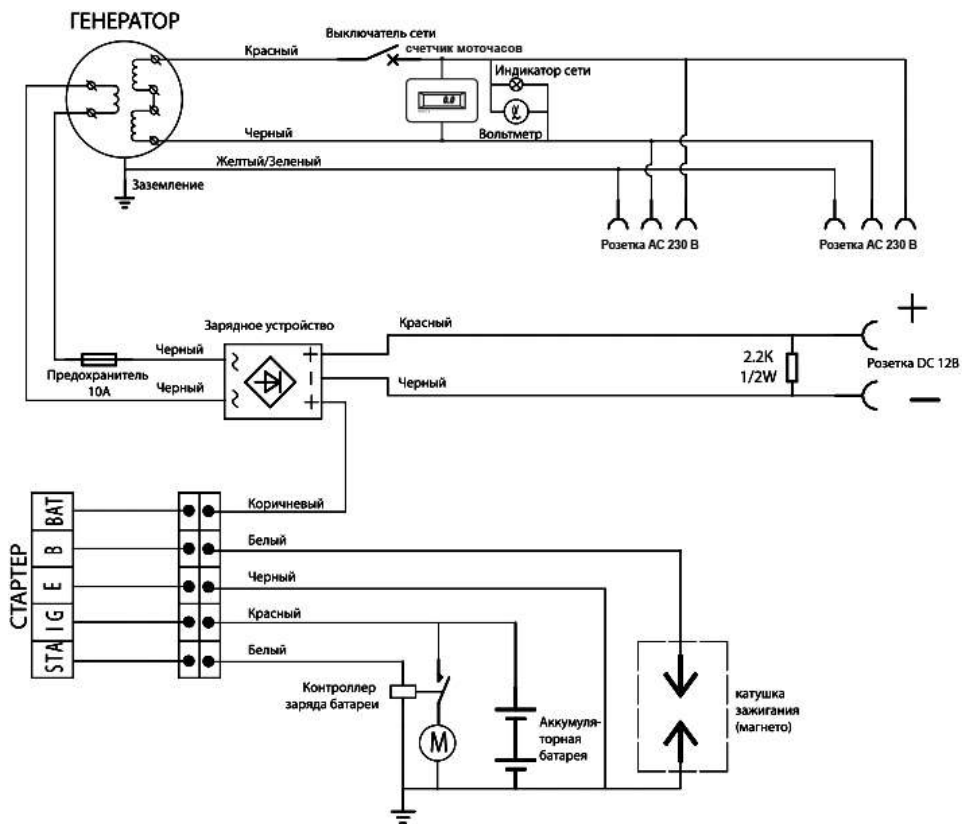 ГЕНЕРАТОР
Выключатель сети
Красный
счетчик моточасов
Индикатор сети
0.0
Вольтметр
Черный
Желтый/Зеленый
Заземление
Розетка АС 230 В
Розетка АС 230 В
Зарядное устройство
Красный
Черный
Предохранитель
10А
Черный
Черный
2.2K
1/2W
Розетка DC 12В
СТАРТЕР
BAT
Коричневый
B
Белый
E
Черный
IG
Красный
STA
Белый
Контроллер
заряда батареи
M
Аккумуля-
торная
батарея
катушка
зажигания
(магнето)